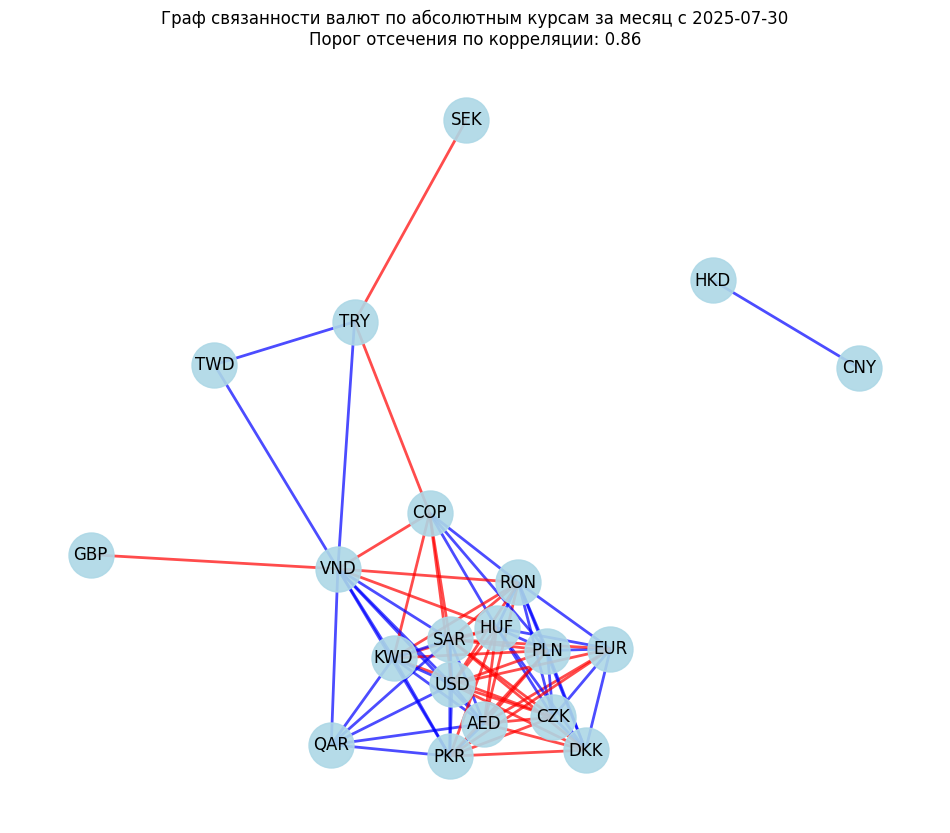 Граф связанности валют по абсолютным курсам за месяц с 2025-07-30
Порог отсечения по корреляции: 0.86
SEK
HKD
TRY
TWD
CNY
COP
GBP
VND
RON
HUF
SAR
PLN
EUR
KWD
USD
CZK
AED
QAR
PKR
DKK